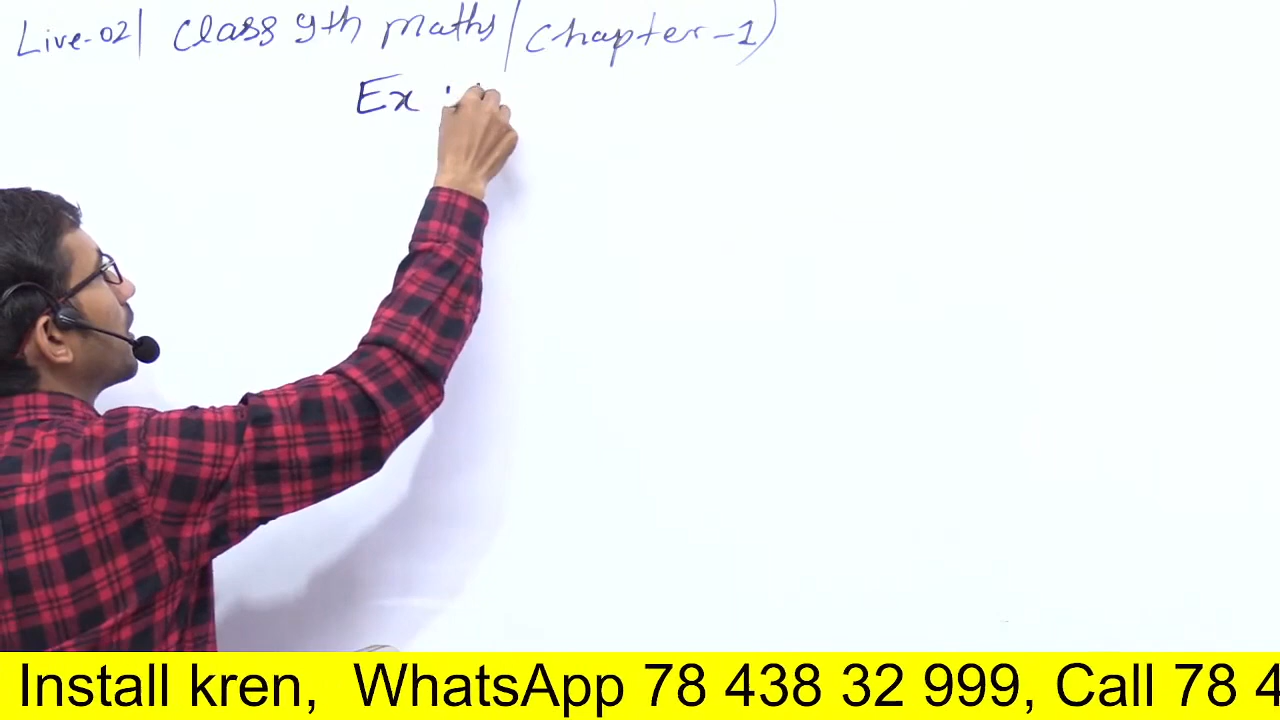 Live-02| Class 9th maths/Chapter-1)
Ex
Install kren, WhatsApp 78 438 32 999, Call 78 4